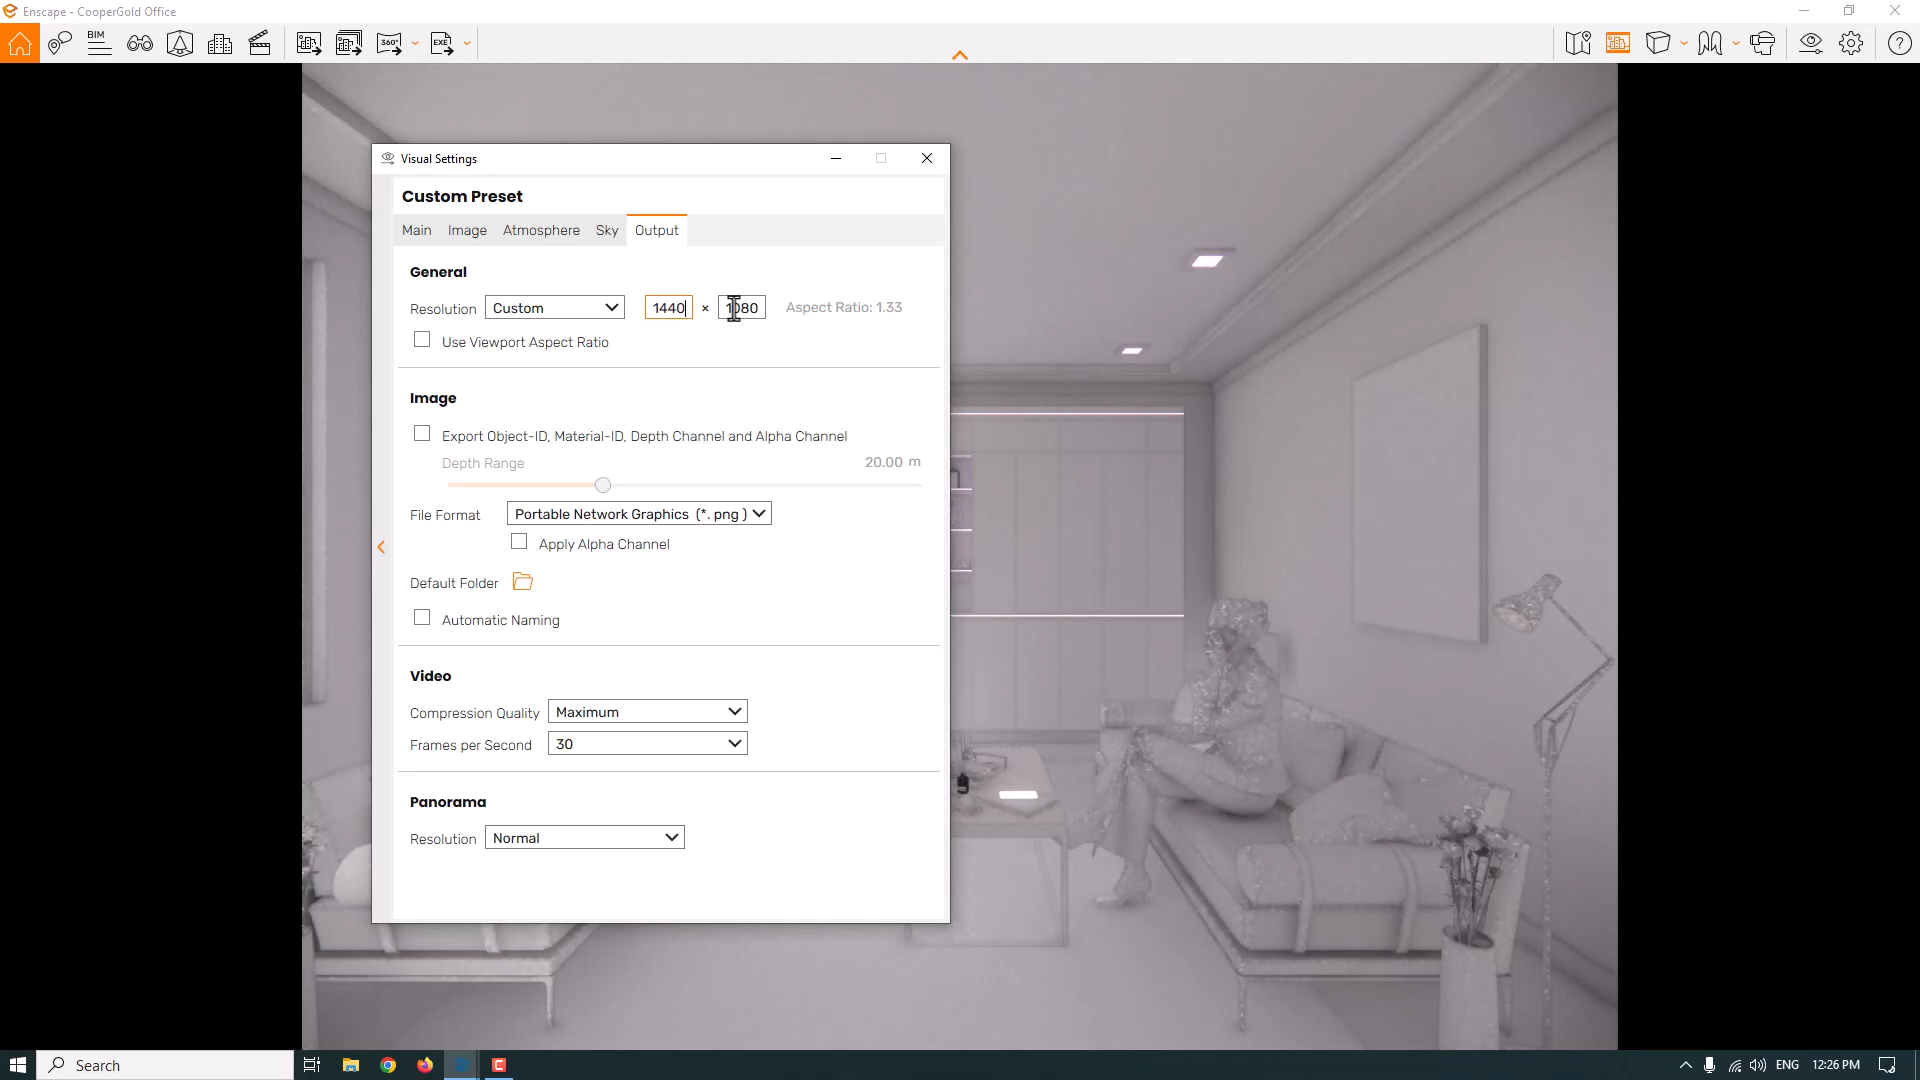 Enscape - CooperGold Office
BIM
360°
EXE
Visual Settings
Custom Preset
Main Image Atmosphere Sky Output
General
Resolution Custom 1440 × 1080 Aspect Ratio: 1.33
Use Viewport Aspect Ratio
Image
Export Object-ID, Material-ID, Depth Channel and Alpha Channel
Depth Range 20.00 m
File Format Portable Network Graphics (*. png )
Apply Alpha Channel
Default Folder
Automatic Naming
Video
Compression Quality Maximum
Frames per Second 30
Panorama
Resolution Normal
Search ENG 12:26 PM